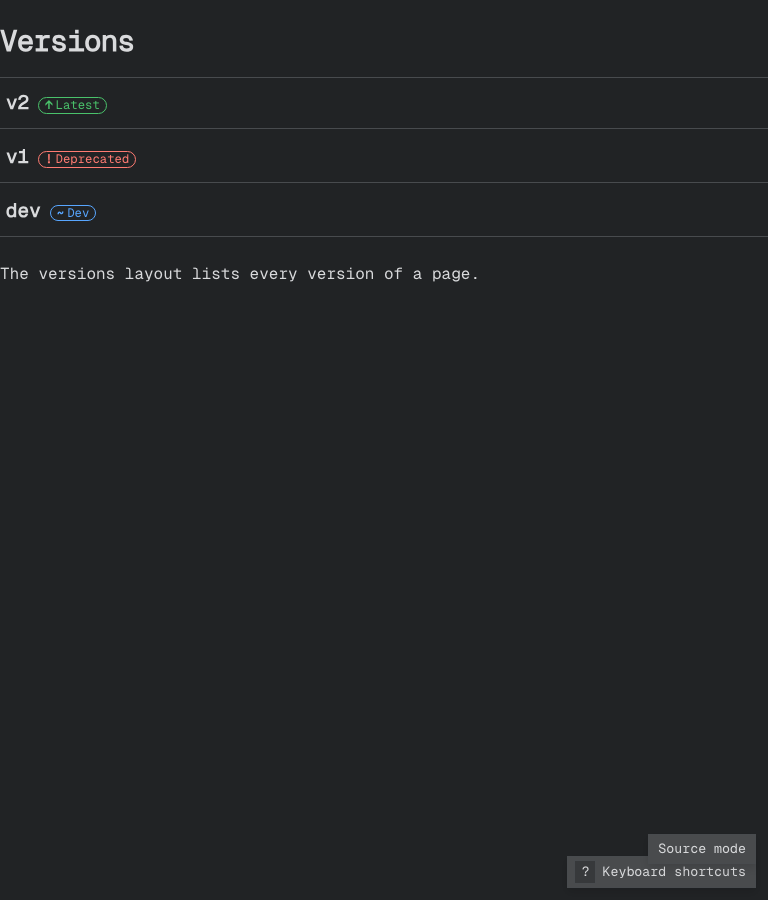 Versions
v2 ↑Latest
v1 !Deprecated
dev ~Dev
The versions layout lists every version of a page.
Source mode
? Keyboard shortcuts